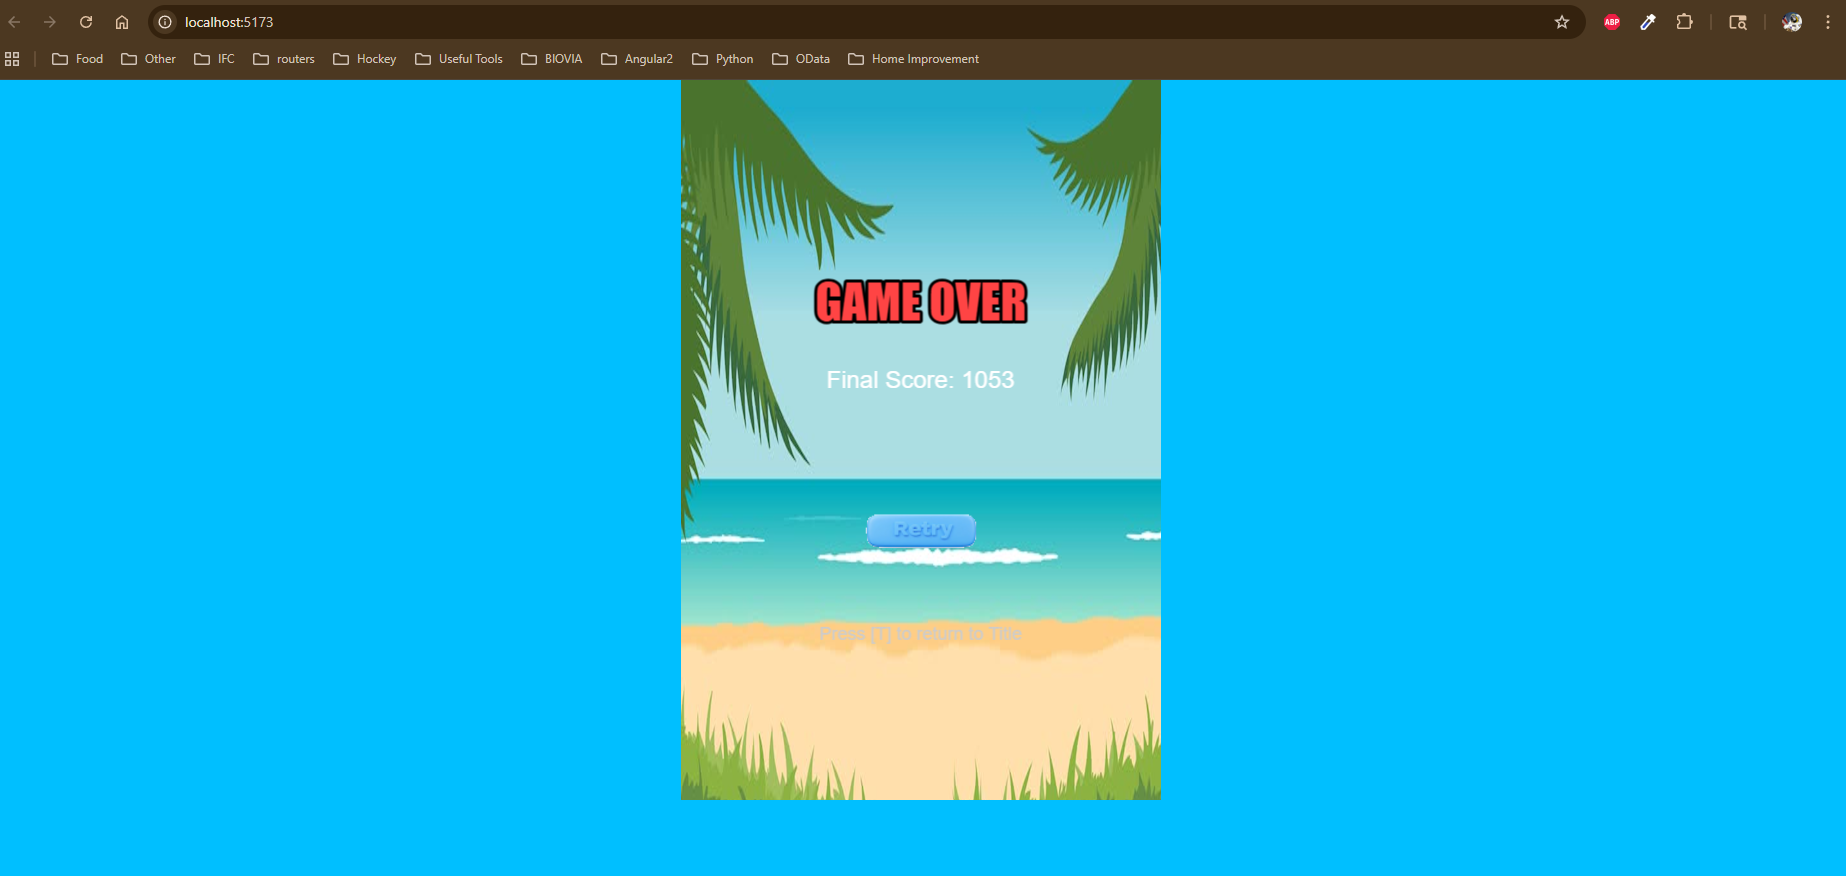 localhost:5173
ABP
Food
Other
IFC
routers
Hockey
Useful Tools
BIOVIA
Angular2
Python
OData
Home Improvement
GAME OVER
Final Score: 1053
Retry
Press [T] to return to Title